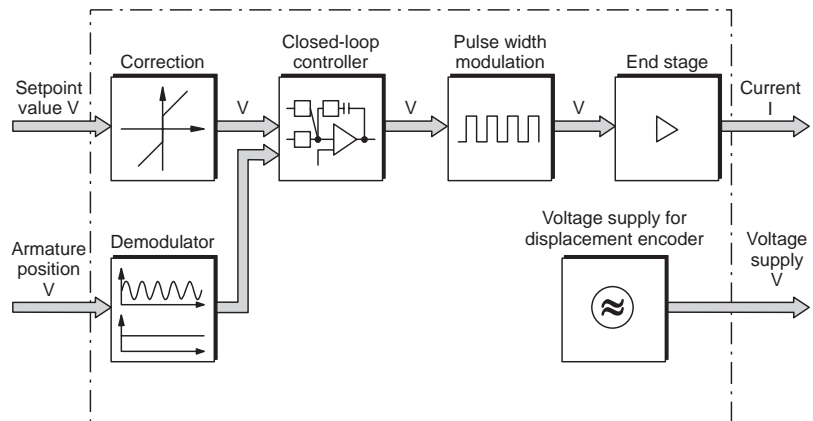 Correction
Closed-loop
controller
Pulse width
modulation
End stage
Setpoint
value V
V
V
V
Current
I
Armature
position
V
Demodulator
Voltage supply for
displacement encoder
Voltage
supply
V